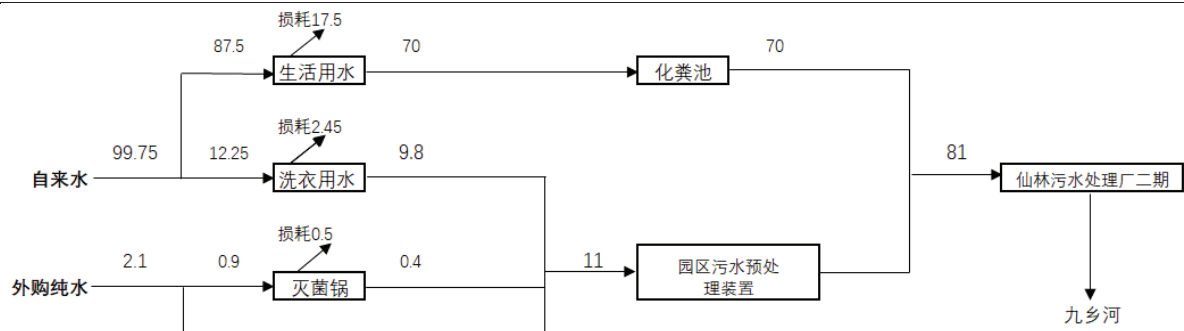 损耗17.5
87.5
70
70
生活用水
化粪池
损耗2.45
99.75
12.25
9.8
81
自来水
洗衣用水
仙林污水处理厂二期
损耗0.5
2.1
0.9
0.4
11
园区污水预处
理装置
外购纯水
灭菌锅
九乡河